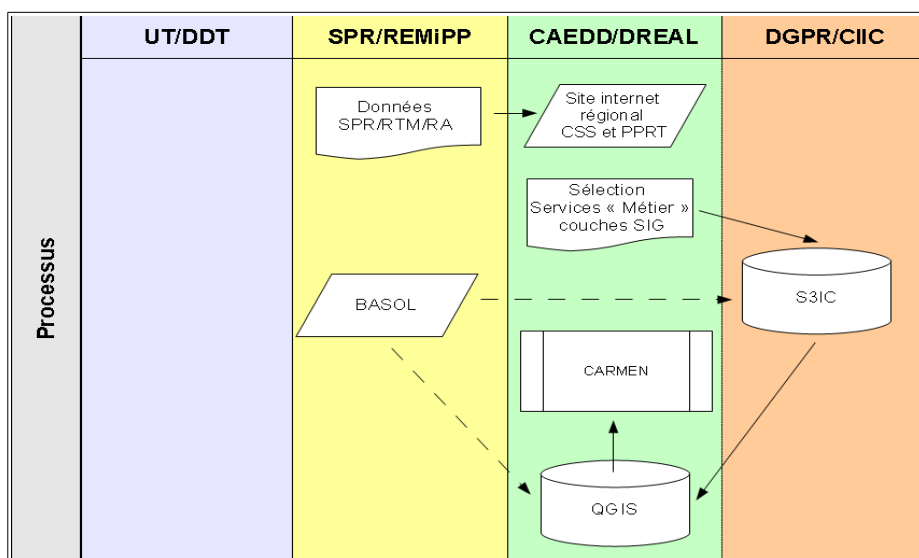 UT/DDT
SPR/REMiPP
CAEDD/DREAL
DGPR/CIIC
Processus
Données
SPR/RTM/RA
Site internet
régional
CSS et PPRT
Sélection
Services « Métier »
couches SIG
BASOL
S3IC
CARMEN
QGIS